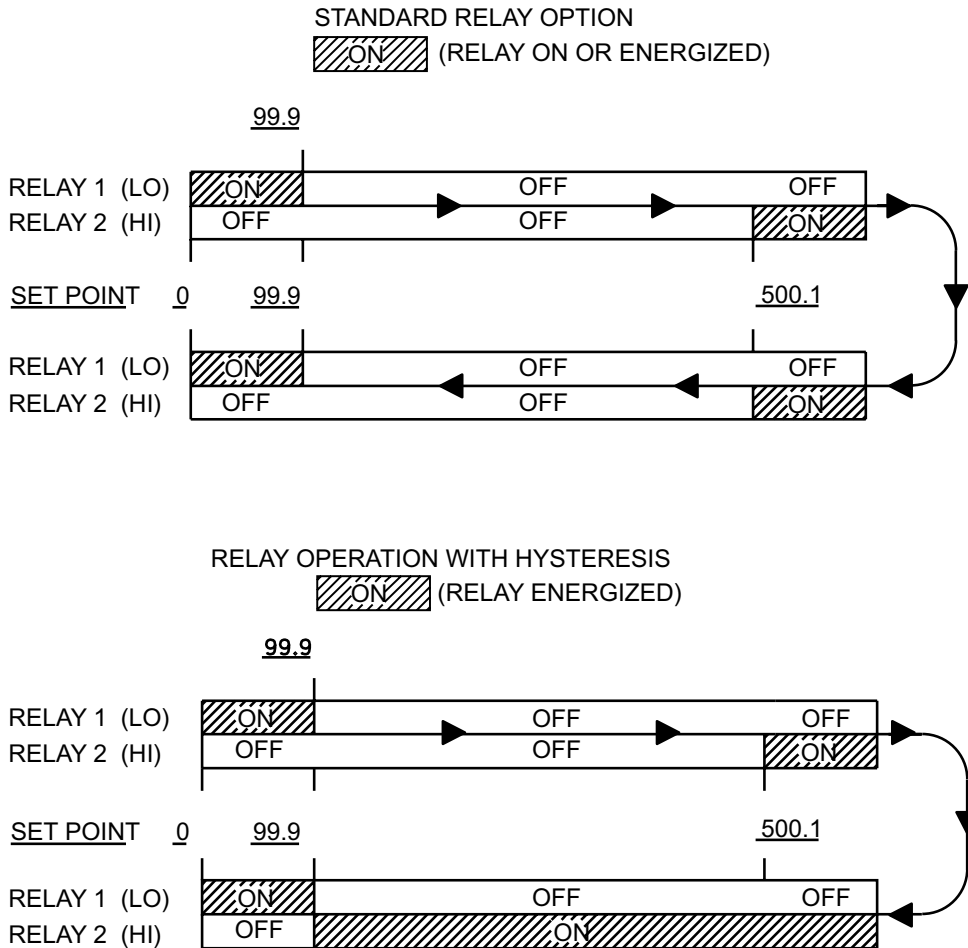 STANDARD RELAY OPTION
ON (RELAY ON OR ENERGIZED)
99.9
RELAY 1 (LO) ON OFF OFF
RELAY 2 (HI) OFF OFF ON
SET POINT 0 99.9 500.1
RELAY 1 (LO) ON OFF OFF
RELAY 2 (HI) OFF OFF ON
RELAY OPERATION WITH HYSTERESIS
ON (RELAY ENERGIZED)
99.9
RELAY 1 (LO) ON OFF OFF
RELAY 2 (HI) OFF OFF ON
SET POINT 0 99.9 500.1
RELAY 1 (LO) ON OFF OFF
RELAY 2 (HI) OFF ON